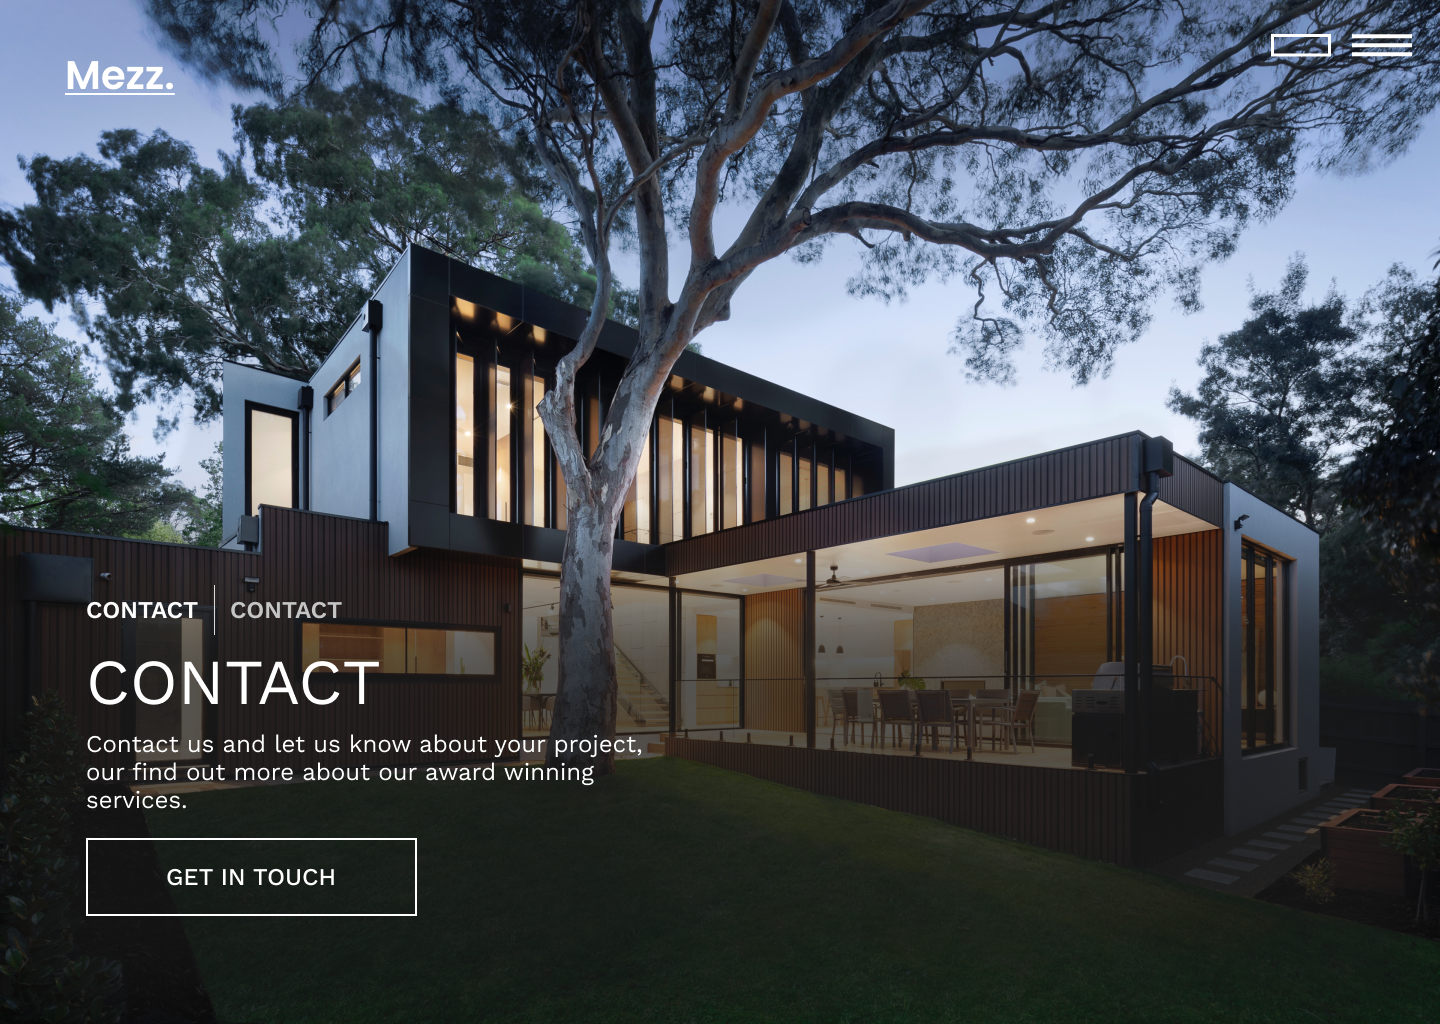 Mezz.
CONTACT
CONTACT
CONTACT
Contact us and let us know about your project,
our find out more about our award winning
services.
GET IN TOUCH